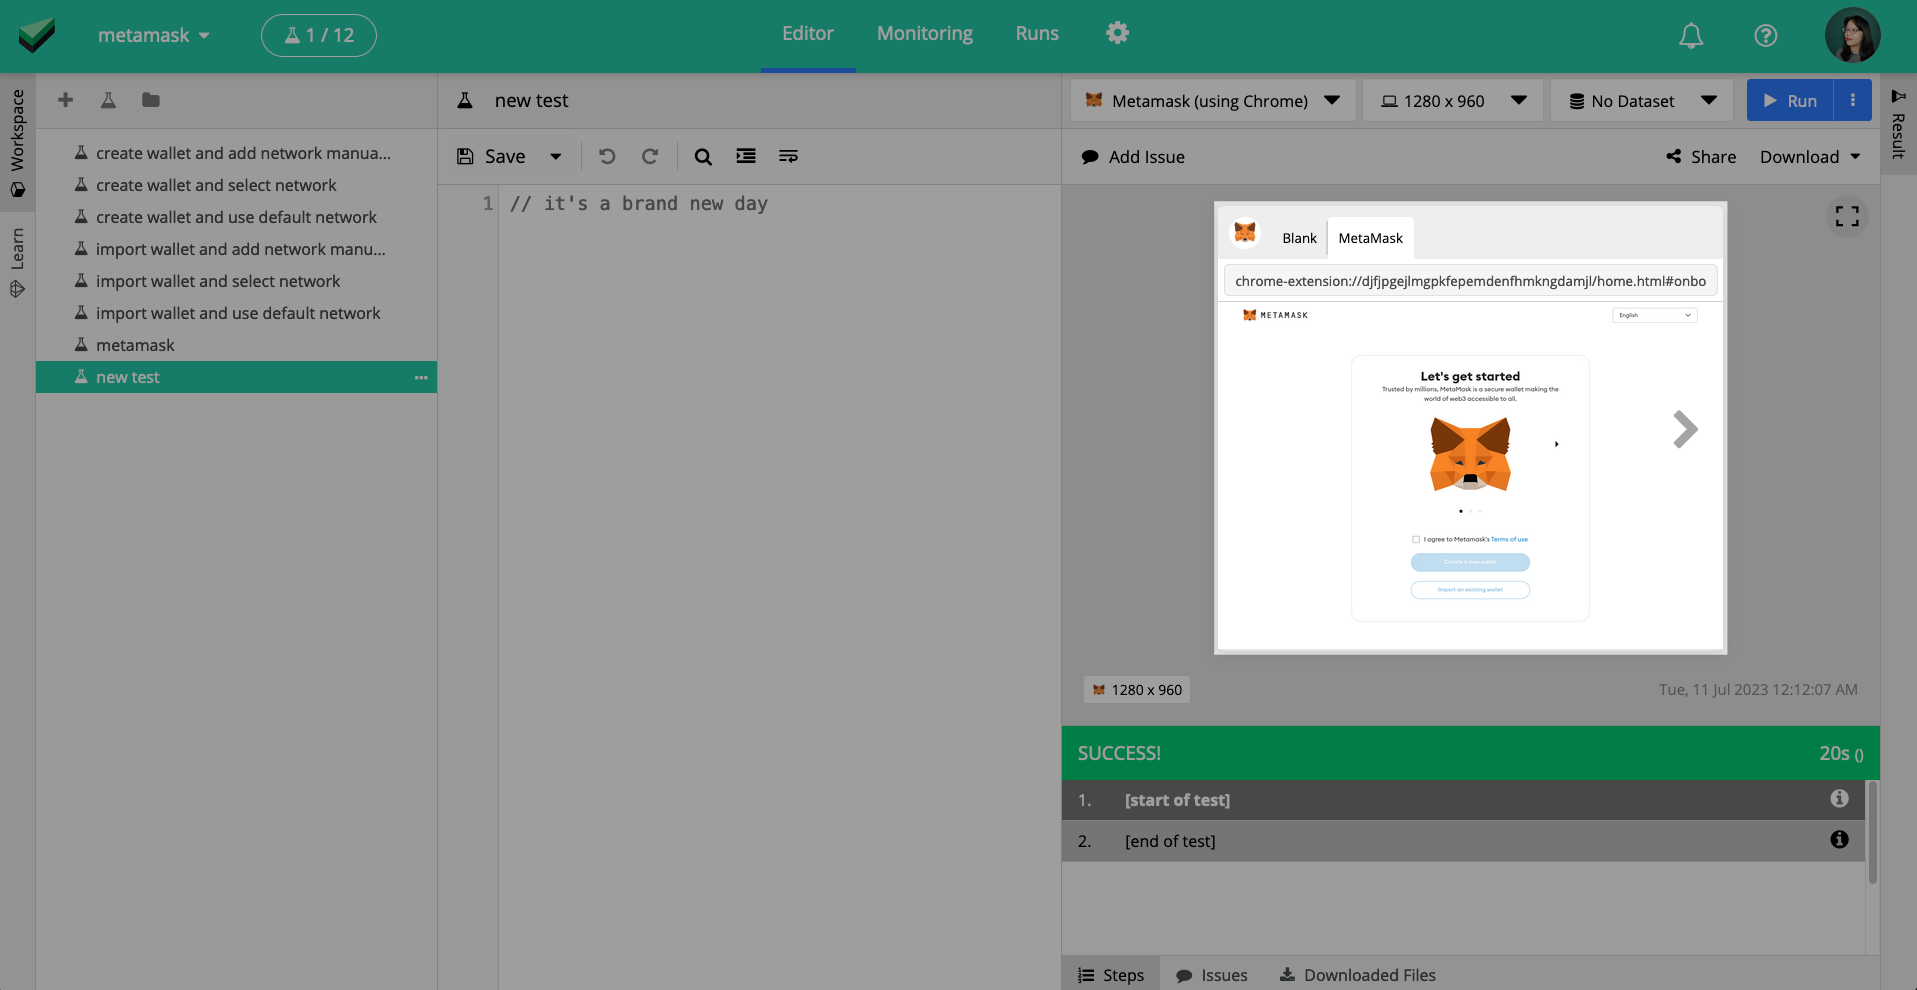 metamask
1 / 12
Editor
Monitoring
Runs
Workspace
Learn
new test
Metamask (using Chrome)
1280 x 960
No Dataset
Run
Result
create wallet and add network manua...
create wallet and select network
create wallet and use default network
import wallet and add network manu...
import wallet and select network
import wallet and use default network
metamask
new test
Save
1 // it's a brand new day
Add Issue
Share
Download
Blank
MetaMask
chrome-extension://djfjpgejlmgpkfepemdenfhmkngdamjl/home.html#onbo
METAMASK
English
Let's get started
Trusted by millions, MetaMask is a secure wallet making the
world of web3 accessible to all.
I agree to Metamask's Terms of use
Create a new wallet
Import an existing wallet
1280 x 960
Tue, 11 Jul 2023 12:12:07 AM
SUCCESS!
20s ()
1. [start of test]
2. [end of test]
Steps
Issues
Downloaded Files